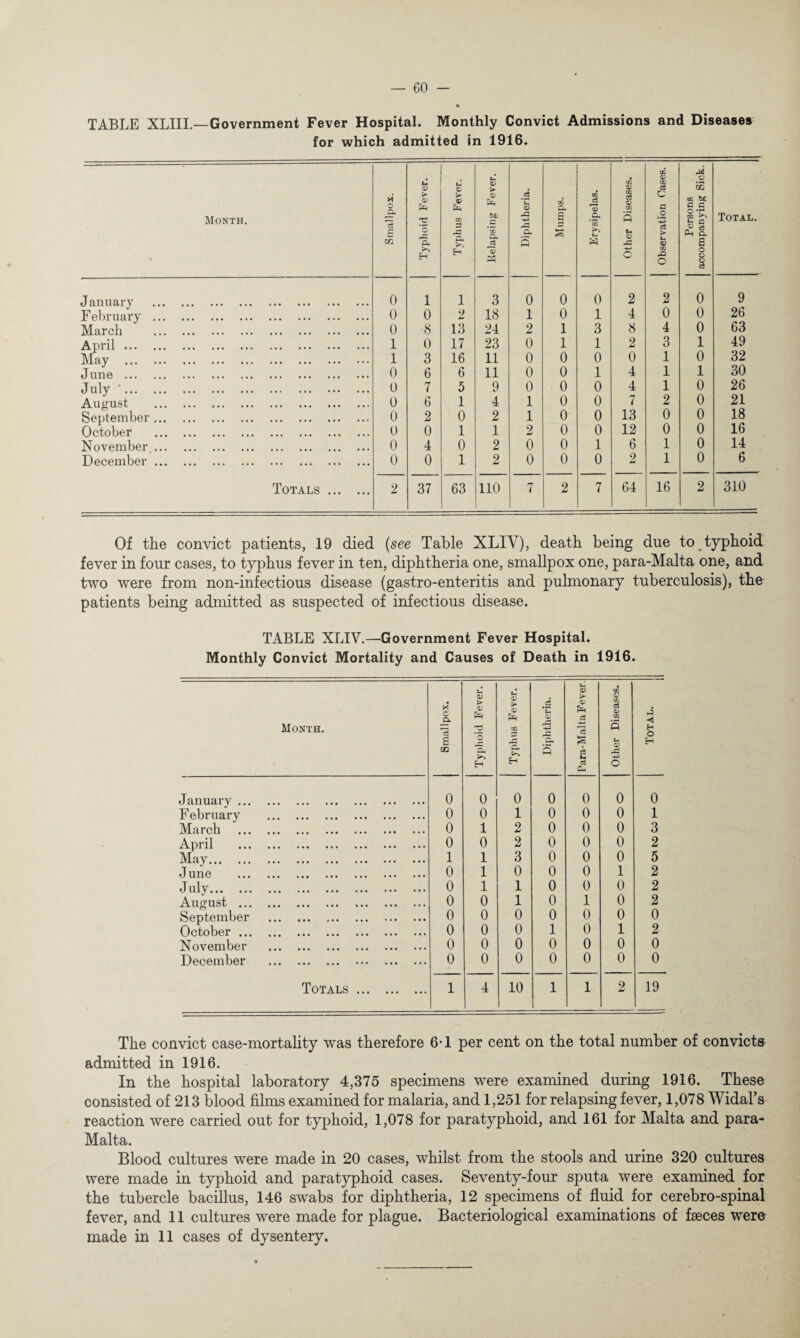 — 60 —
TABLE XLIII.—Government Fever Hospital. Monthly Convict Admissions and Diseases
for which admitted in 1916.
Month. Smallpox. Typhoid Fever. Typhus Fever. Relapsing Fever. Diphtheria. Mumps. Erysipelas. Other Diseases. Observation Cases. Persons accompanying Sick. Total.
January ... 0 1 1 3 0 0 0 2 2 0 9
February ... 0 0 2 18 1 0 1 4 0 0 26
March ... 0 8 13 24 2 1 3 8 4 0 63
April ... 1 0 17 23 0 1 1 2 3 1 49
May ... 1 3 16 11 0 0 0 0 1 0 32
June ... 0 6 6 11 0 0 1 4 1 1 30
July ... 0 7 5 9 0 0 0 4 1 0 26
August ... 0 6 1 4 1 0 0 7 2 0 21
September ... 0 2 0 2 1 0 0 13 0 0 18
October ... 0 0 1 1 2 0 0 12 0 0 16
November ... 0 4 0 2 0 0 1 6 1 0 14
December ... 0 0 1 2 0 0 0 2 1 0 6
Totals ... 2 37 63 110 7 2 7 64 16 2 310
Of the convict patients, 19 died (see Table XLIV), death being due to typhoid
fever in four cases, to typhus fever in ten, diphtheria one, smallpox one, para-Malta one, and
two were from non-infectious disease (gastro-enteritis and pulmonary tuberculosis), the
patients being admitted as suspected of infectious disease.
TABLE XLIV.—Government Fever Hospital.
Monthly Convict Mortality and Causes of Death in 1916.
Month. Smallpox. Typhoid Fever. Typhus Fever. Diphtheria. Para-Malta Fever Other Diseases. Total.
January ... 0 0 0 0 0 0 0
February ... 0 0 1 0 0 0 1
March ... 0 1 2 0 0 0 3
April ... 0 0 2 0 0 0 2
May ... 1 1 3 0 0 0 5
June ... 0 1 0 0 0 1 2
July ... 0 1 1 0 0 0 2
August ... 0 0 1 0 1 0 2
September ... 0 0 0 0 0 0 0
October ... 0 0 0 1 0 1 2
November ... 0 0 0 0 0 0 0
December ... 0 0 0 0 0 0 0
Totals ... 1 4 10 1 1 2 19
The convict case-mortality was therefore 6·1 per cent on the total number of convicts
admitted in 1916.
In the hospital laboratory 4,375 specimens were examined during 1916. These
consisted of 213 blood films examined for malaria, and 1,251 for relapsing fever, 1,078 Widal's
reaction were carried out for typhoid, 1,078 for paratyphoid, and 161 for Malta and para-
Malta.
Blood cultures were made in 20 cases, whilst from the stools and urine 320 cultures
were made in typhoid and paratyphoid cases. Seventy-four sputa were examined for
the tubercle bacillus, 146 swabs for diphtheria, 12 specimens of fluid for cerebro-spinal
fever, and 11 cultures were made for plague. Bacteriological examinations of fæces were
made in 11 cases of dysentery.